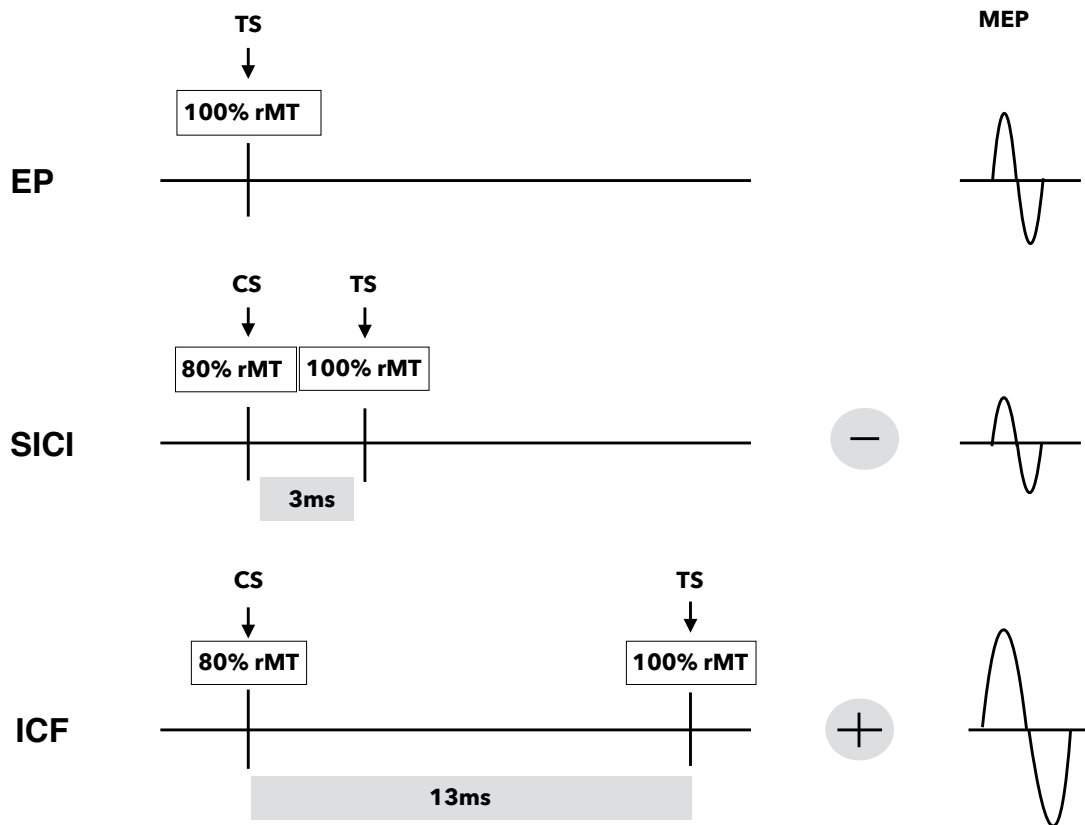 TS
MEP
100% rMT
EP
CS TS
80% rMT 100% rMT
SICI
3ms
CS TS
80% rMT 100% rMT
ICF
13ms